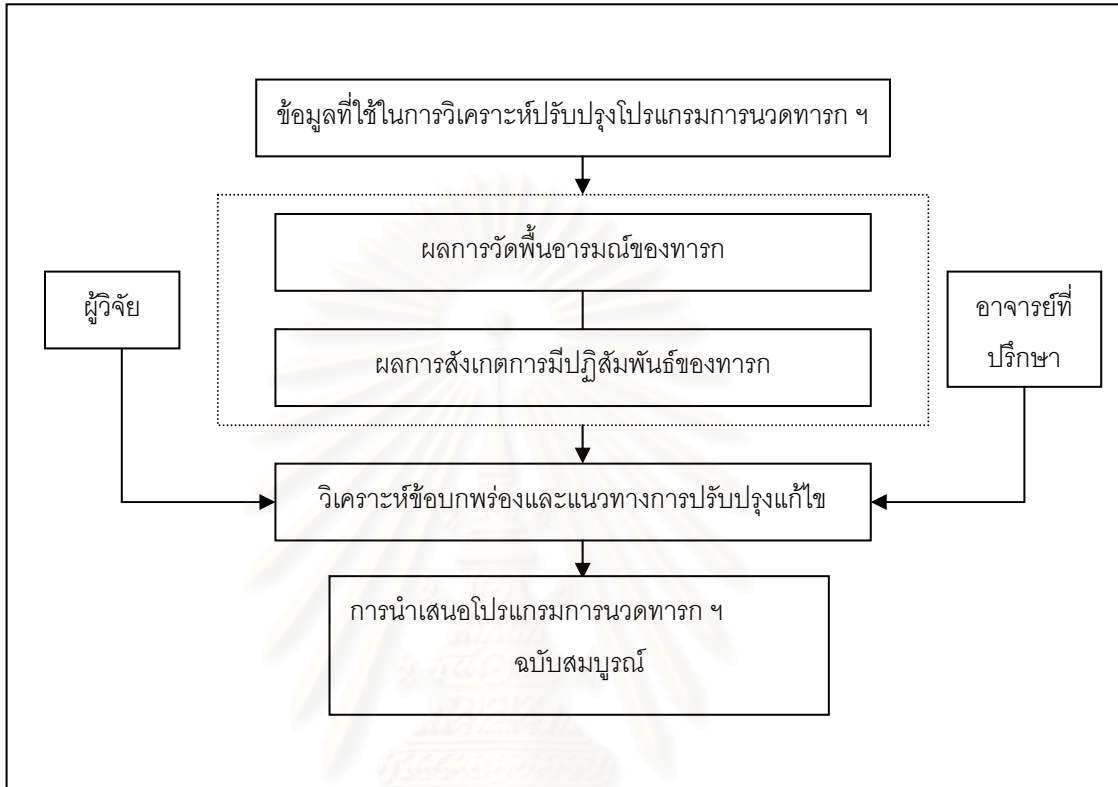 ข้อมูลที่ใช้ในการวิเคราะห์ปรับปรุงโปรแกรมการนวดทารก ฯ
ผลการวัดพื้นอารมณ์ของทารก
ผู้วิจัย
อาจารย์ที่
ปรึกษา
ผลการสังเกตการมีปฏิสัมพันธ์ของทารก
วิเคราะห์ข้อบกพร่องและแนวทางการปรับปรุงแก้ไข
การนำเสนอโปรแกรมการนวดทารก ฯ
ฉบับสมบูรณ์